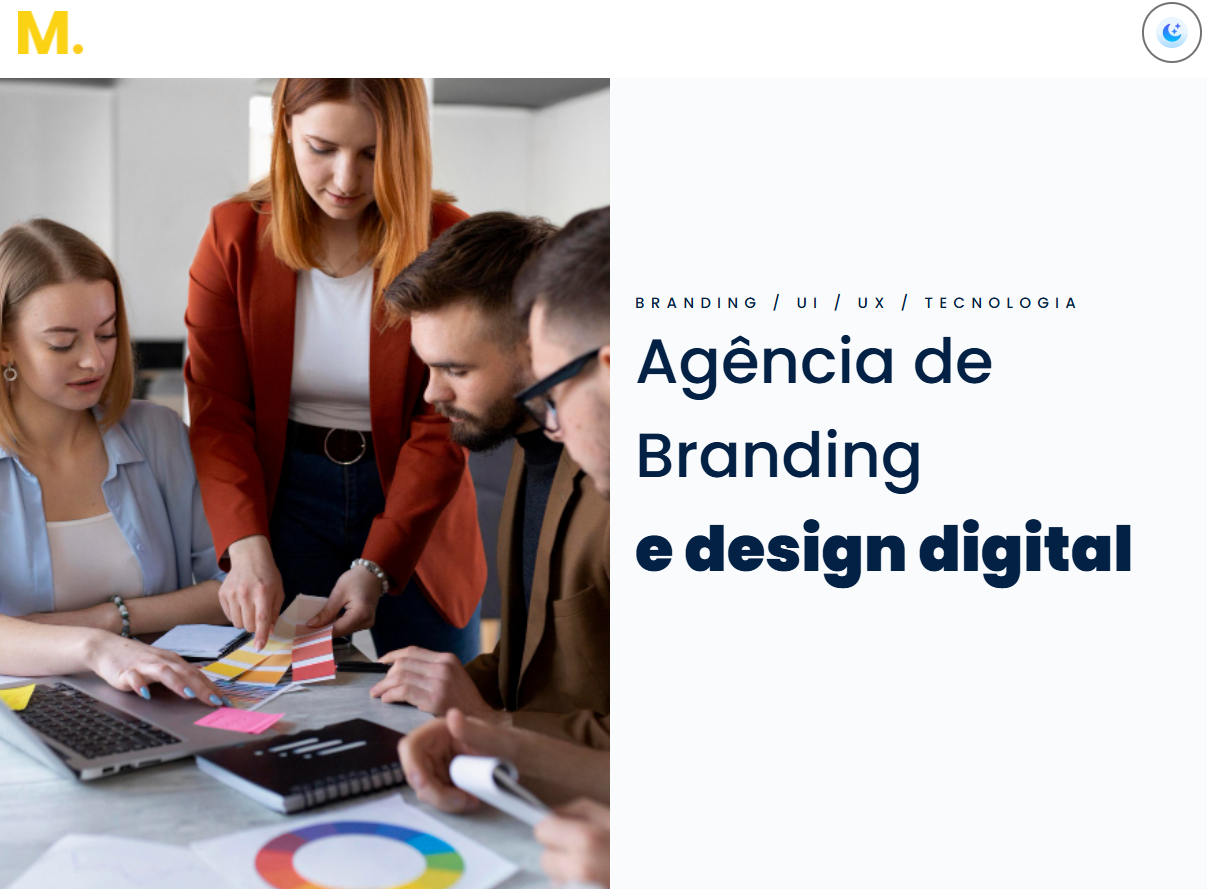 M.
BRANDING / UI / UX / TECNOLOGIA
Agência de
Branding
e design digital